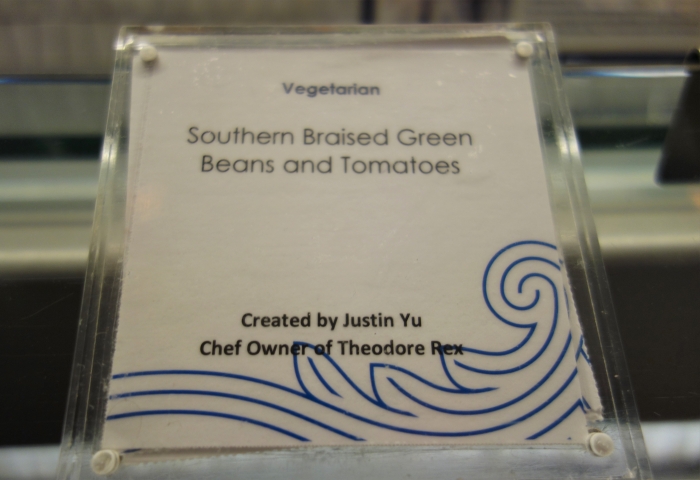 Vegetarian
Southern Braised Green
Beans and Tomatoes
Created by Justin Yu
Chef Owner of Theodore Rex